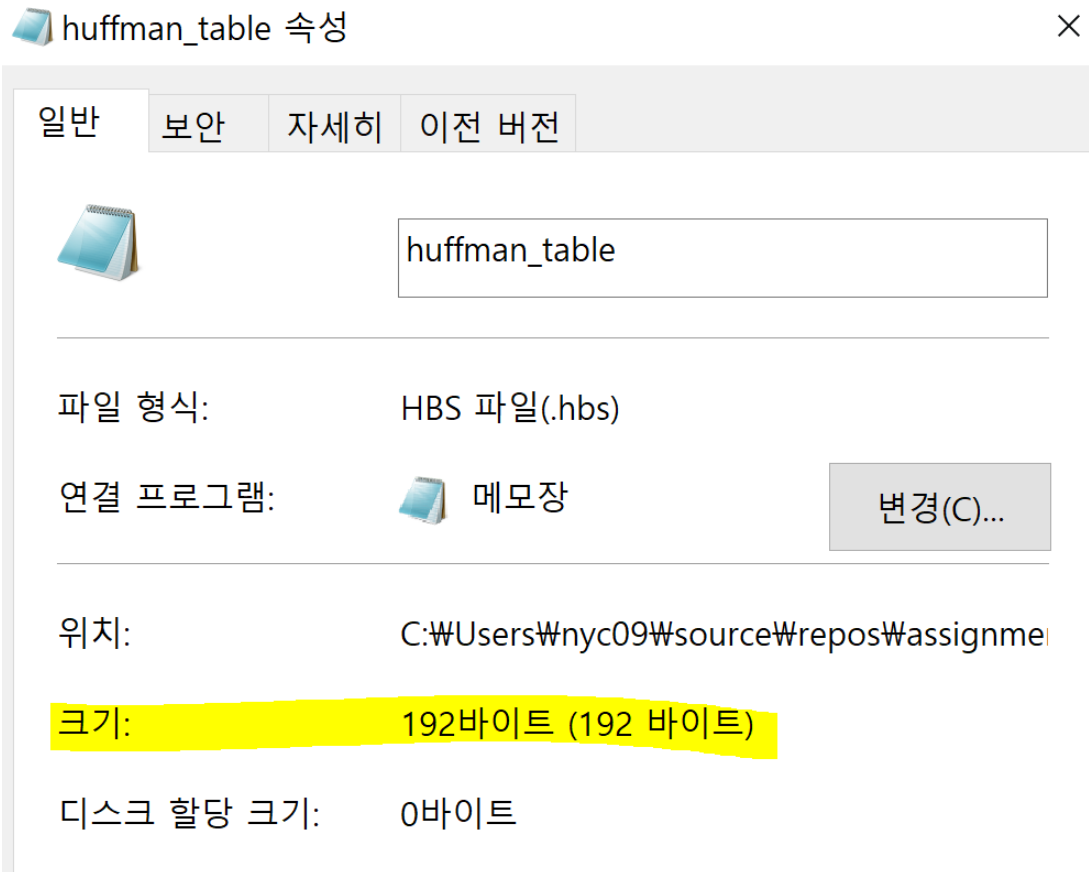 huffman_table 속성
일반 보안 자세히 이전 버전
huffman_table
파일 형식: HBS 파일(.hbs)
연결 프로그램: 메모장 변경(C)...
위치: C:₩Users₩nyc09₩source₩repos₩assignme
크기: 192바이트 (192 바이트)
디스크 할당 크기: 0바이트